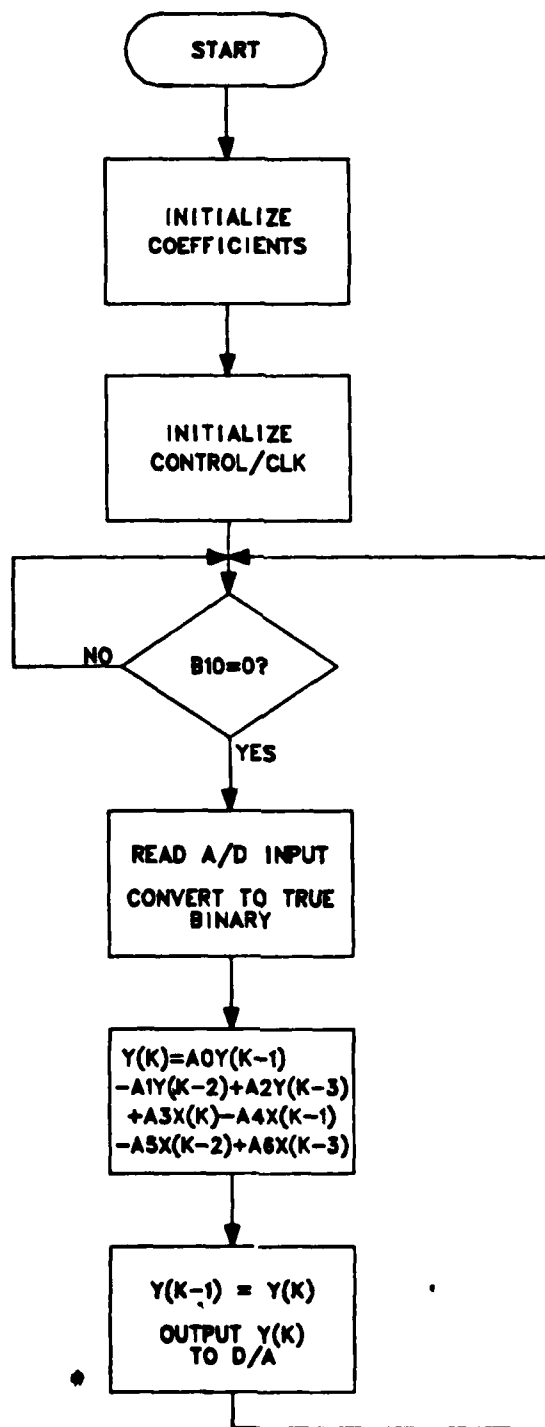 START
INITIALIZE
COEFFICIENTS
INITIALIZE
CONTROL/CLK
NO
B10=0?
YES
READ A/D INPUT
CONVERT TO TRUE
BINARY
Y(K)=A0Y(K-1)
-A1Y(K-2)+A2Y(K-3)
+A3X(K)-A4X(K-1)
-A5X(K-2)+A6X(K-3)
Y(K-1) = Y(K)
OUTPUT Y(K)
TO D/A